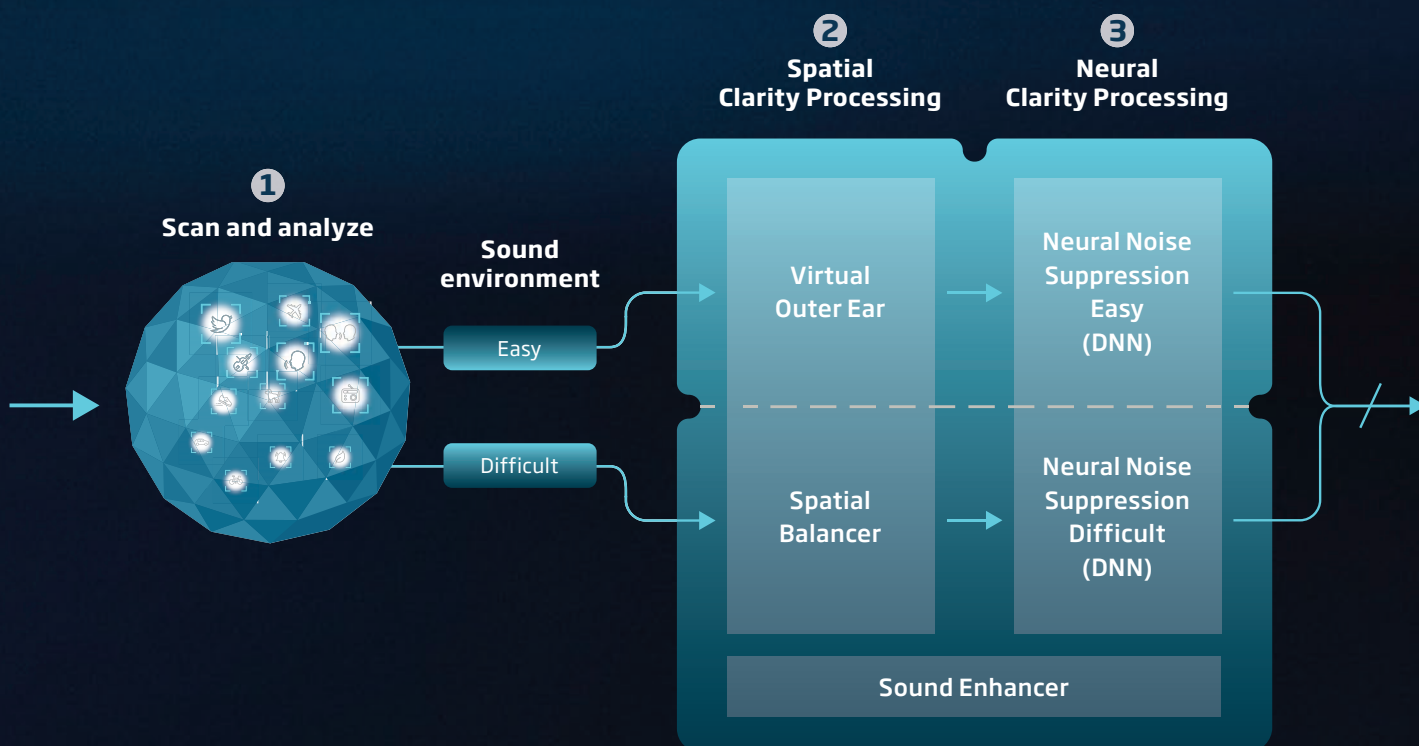 1
Scan and analyze
Sound
environment
Easy
Difficult
2
Spatial
Clarity Processing
3
Neural
Clarity Processing
Virtual
Outer Ear
Neural Noise
Suppression
Easy
(DNN)
Spatial
Balancer
Neural Noise
Suppression
Difficult
(DNN)
Sound Enhancer